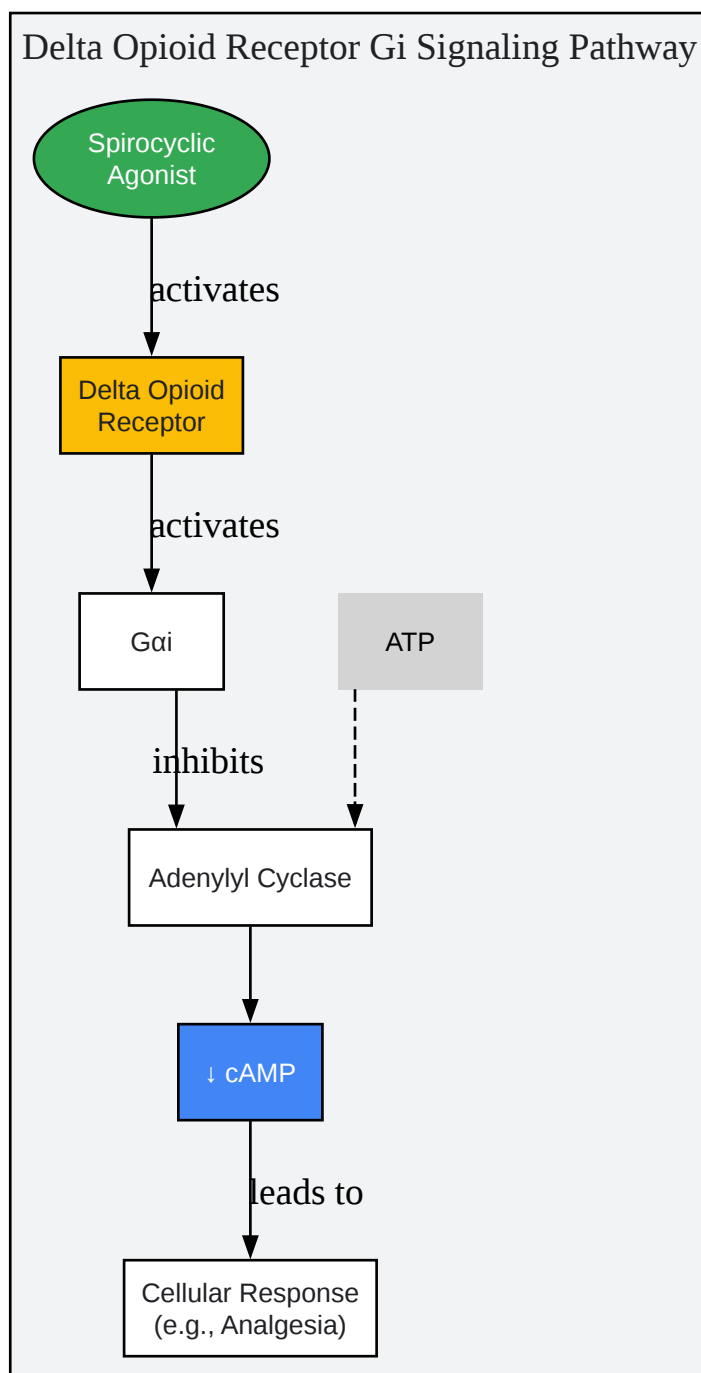 Delta Opioid Receptor Gi Signaling Pathway
Spirocyclic
Agonist
activates
Delta Opioid
Receptor
activates
Gαi
ATP
inhibits
Adenylyl Cyclase
↓ cAMP
leads to
Cellular Response
(e.g., Analgesia)